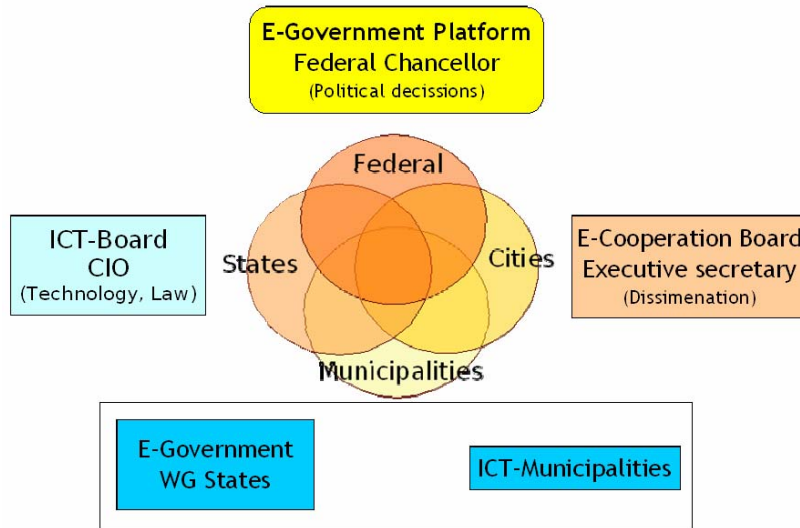 E-Government Platform
Federal Chancellor
(Political decissions)
Federal
ICT-Board
CIO
(Technology, Law)
States
Cities
E-Cooperation Board
Executive secretary
(Dissimenation)
Municipalities
E-Government
WG States
ICT-Municipalities